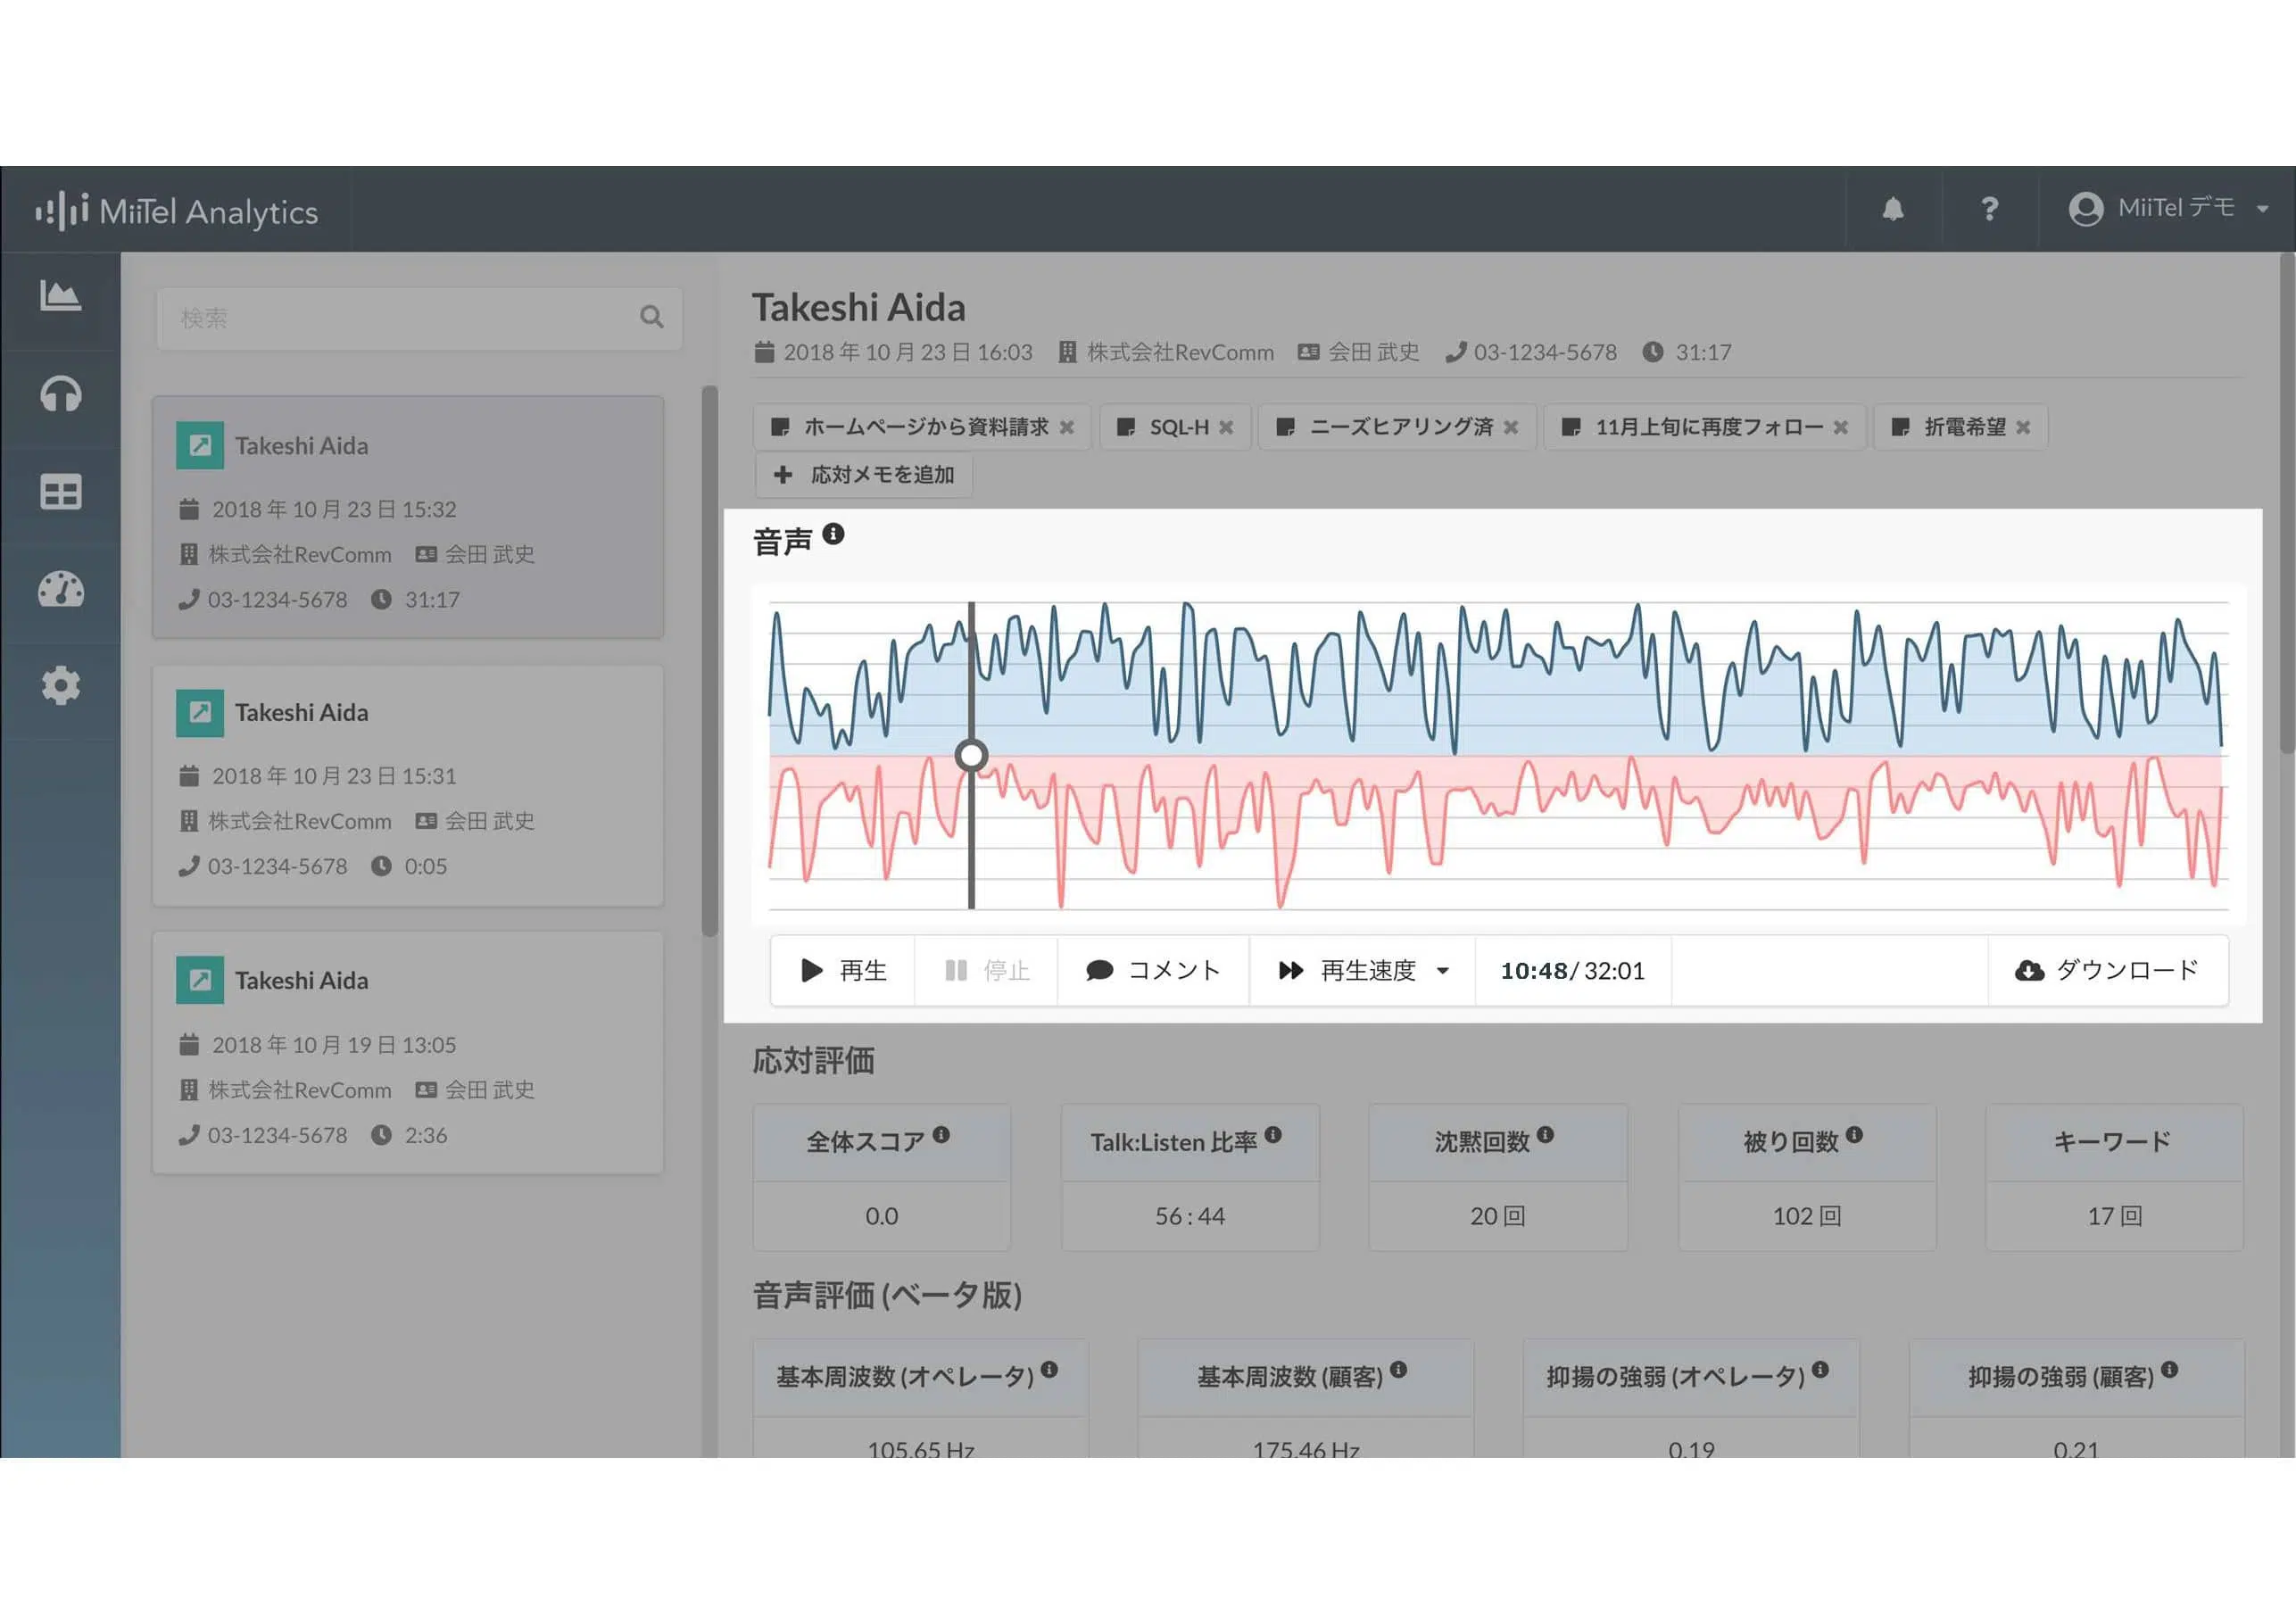 MiiTel Analytics
MiiTel デモ
検索
Takeshi Aida
2018 年 10 月 23 日 15:32
株式会社RevComm 会田 武史
03-1234-5678 31:17
Takeshi Aida
2018 年 10 月 23 日 15:31
株式会社RevComm 会田 武史
03-1234-5678 0:05
Takeshi Aida
2018 年 10 月 19 日 13:05
株式会社RevComm 会田 武史
03-1234-5678 2:36
Takeshi Aida
2018 年 10 月 23 日 16:03 株式会社RevComm 会田 武史 03-1234-5678 31:17
ホームページから資料請求 SQL-H ニーズヒアリング済 11月上旬に再度フォロー 折電希望
応対メモを追加
音声
再生 停止 コメント 再生速度 10:48/ 32:01 ダウンロード
応対評価
全体スコア Talk:Listen 比率 沈黙回数 被り回数 キーワード
0.0 56 : 44 20 回 102 回 17 回
音声評価 (ベータ版)
基本周波数 (オペレータ) 基本周波数 (顧客) 抑揚の強弱 (オペレータ) 抑揚の強弱 (顧客)
105.65 Hz 175.46 Hz 0.19 0.21